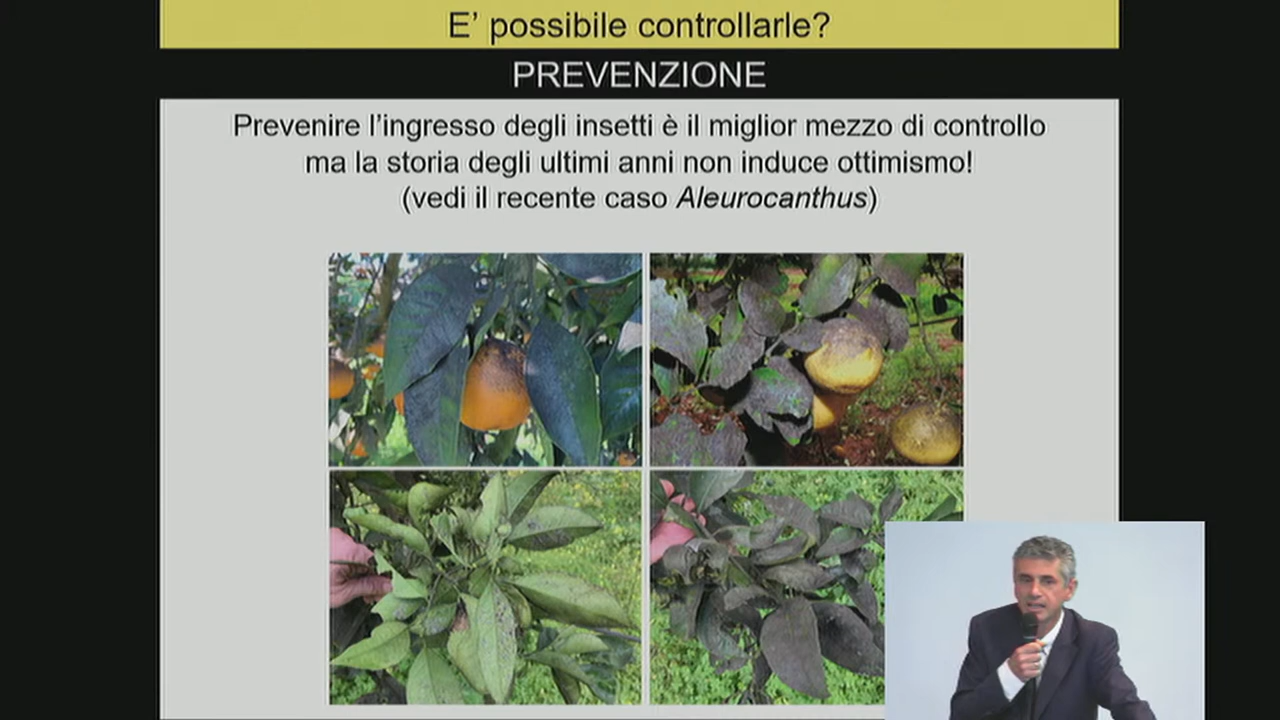 E' possibile controllarle?
PREVENZIONE
Prevenire l'ingresso degli insetti è il miglior mezzo di controllo
ma la storia degli ultimi anni non induce ottimismo!
(vedi il recente caso Aleurocanthus)